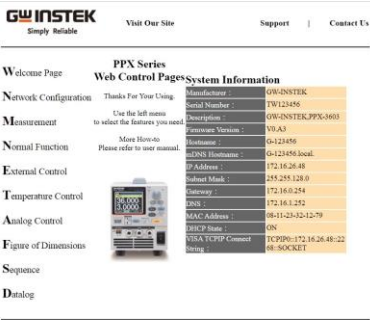 GW INSTEK
Simply Reliable
Visit Our Site
Support | Contact Us
Welcome Page
Network Configuration
Measurement
Normal Function
External Control
Temperature Control
Analog Control
Figure of Dimensions
Sequence
Datalog
PPX Series
Web Control Pages
Thanks For Your Using.
Use the left menu
to select the features you need.
More How-to
Please refer to user manual.
System Information
Manufacturer : GW-INSTEK
Serial Number : TW123456
Description : GW-INSTEK,PPX-3603
Firmware Version : V0.A3
Hostname : G-123456
mDNS Hostname : G-123456.local.
IP Address : 172.16.26.48
Subnet Mask : 255.255.128.0
Gateway : 172.16.0.254
DNS : 172.16.1.252
MAC Address : 08-11-23-32-12-79
DHCP State : ON
VISA TCPIP Connect String : TCPIP0::172.16.26.48::22
68::SOCKET
36.000
3.0000